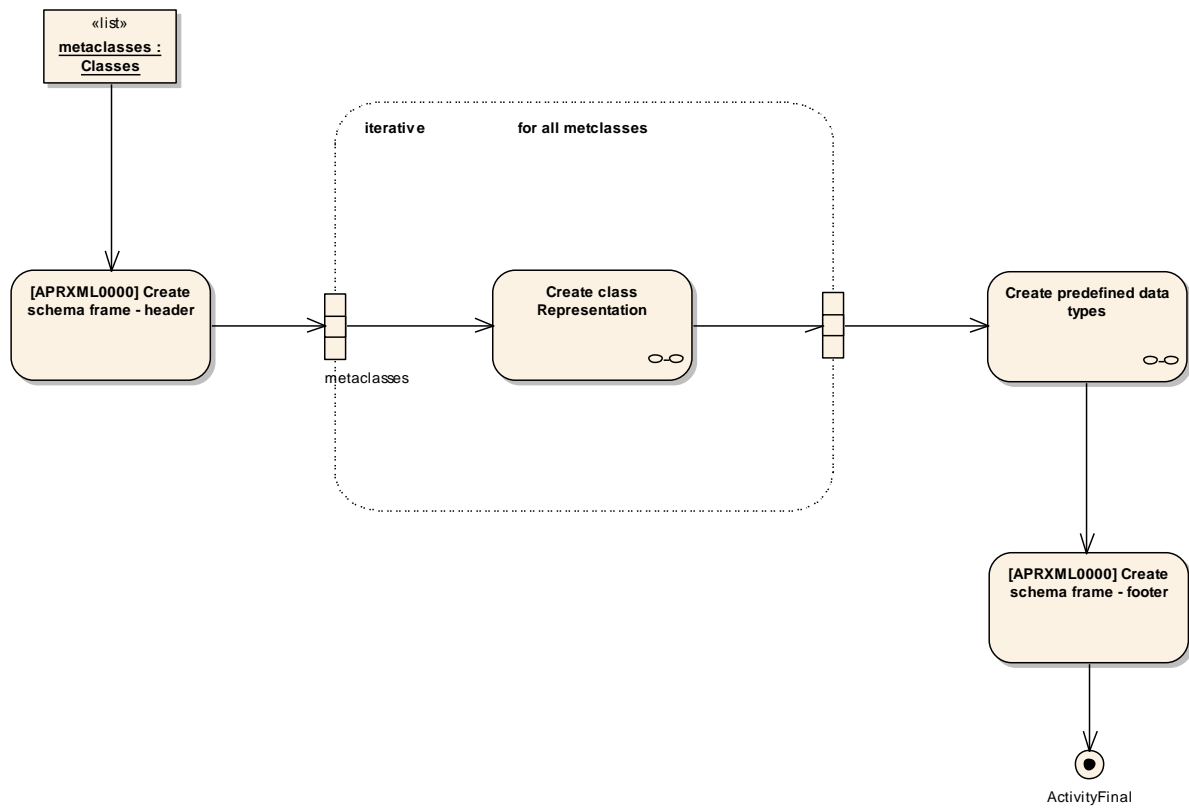 «list»
metaclasses :
Classes
iterative for all metclasses
[APRXML0000] Create
schema frame - header
Create class
Representation
Create predefined data
types
metaclasses
[APRXML0000] Create
schema frame - footer
ActivityFinal